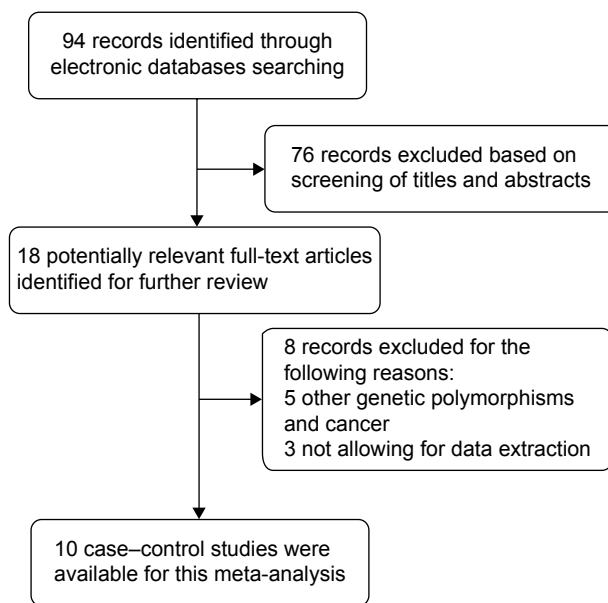 94 records identified through
electronic databases searching
76 records excluded based on
screening of titles and abstracts
18 potentially relevant full-text articles
identified for further review
8 records excluded for the
following reasons:
5 other genetic polymorphisms
and cancer
3 not allowing for data extraction
10 case–control studies were
available for this meta-analysis